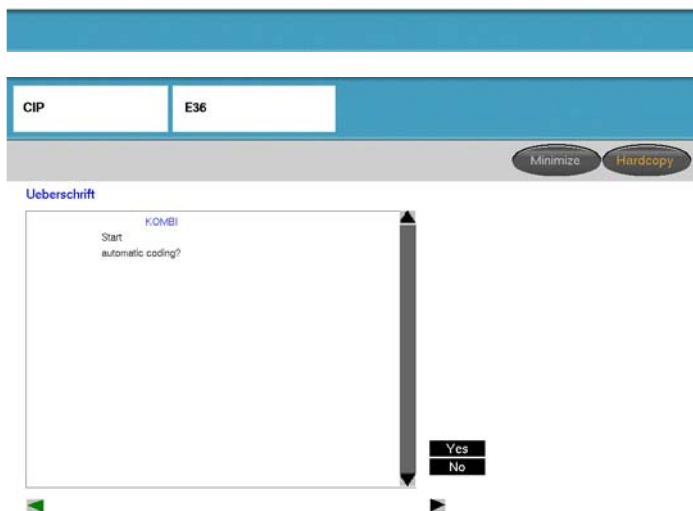 CIP
E36
Minimize
Hardcopy
Ueberschrift
KOMBI
Start
automatic coding?
Yes
No